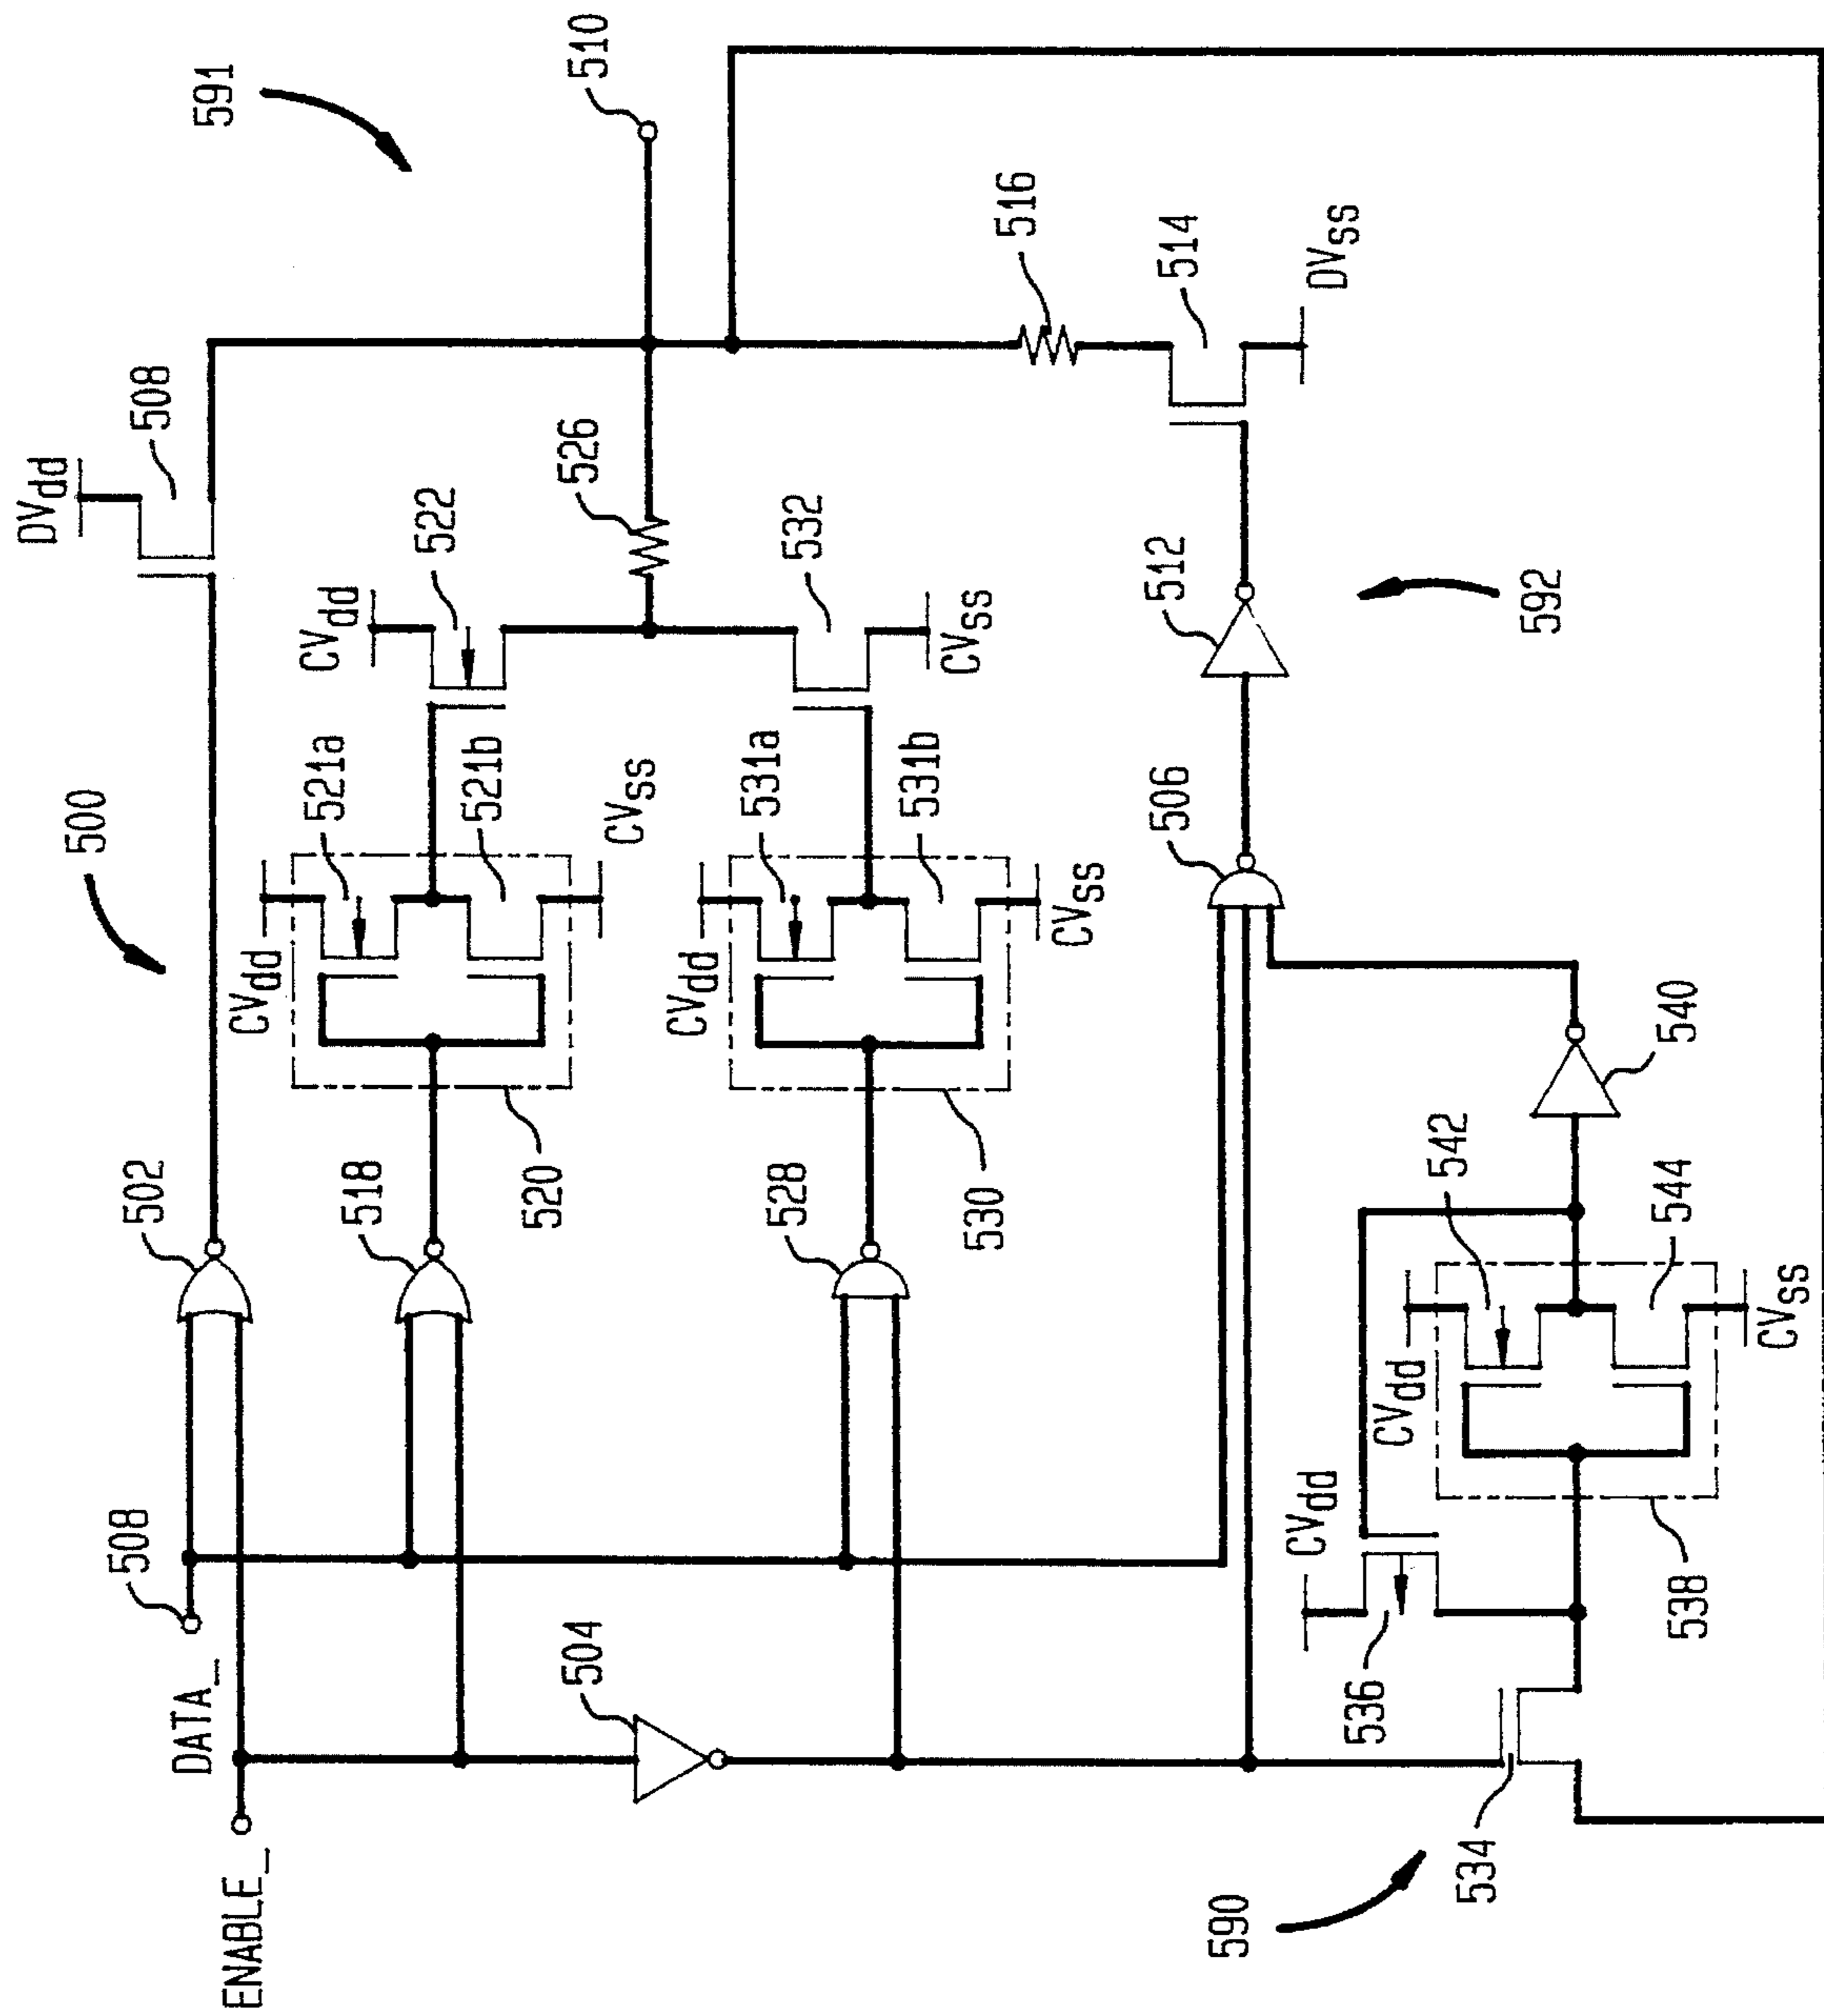 500
591
DVdd
508
510
502
CVdd
521a
CVdd
522
526
518
521b
520
CVss
508
DATA_
ENABLE_
504
528
CVdd
531a
531b
530
CVss
532
CVss
516
514
DVss
506
512
592
590
534
536
CVdd
538
CVdd
542
544
CVss
540